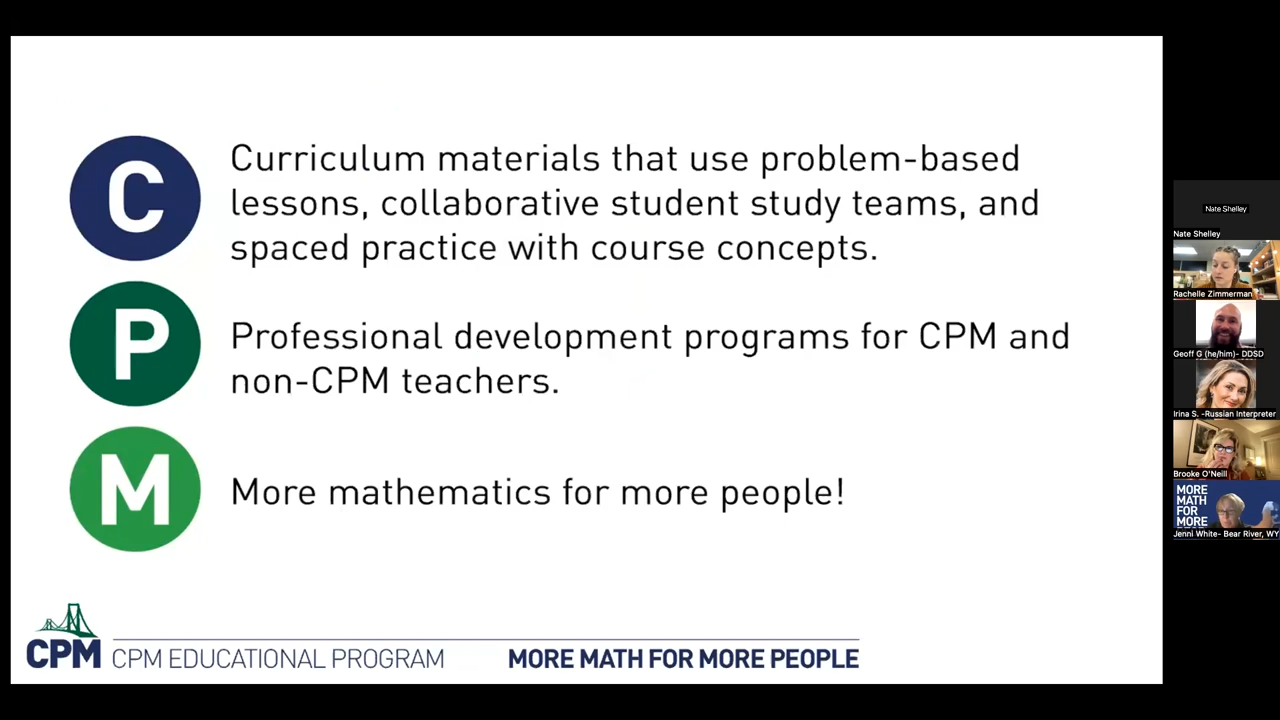 C
Curriculum materials that use problem-based
lessons, collaborative student study teams, and
spaced practice with course concepts.
P
Professional development programs for CPM and
non-CPM teachers.
M
More mathematics for more people!
CPM
CPM EDUCATIONAL PROGRAM
MORE MATH FOR MORE PEOPLE
Nate Shelley
Nate Shelley
Rachelle Zimmerman
Geoff G (he/him)- DDSD
Irina S. -Russian Interpreter
Brooke O'Neill
MORE
MATH
FOR
MORE
Jenni White- Bear River, WY